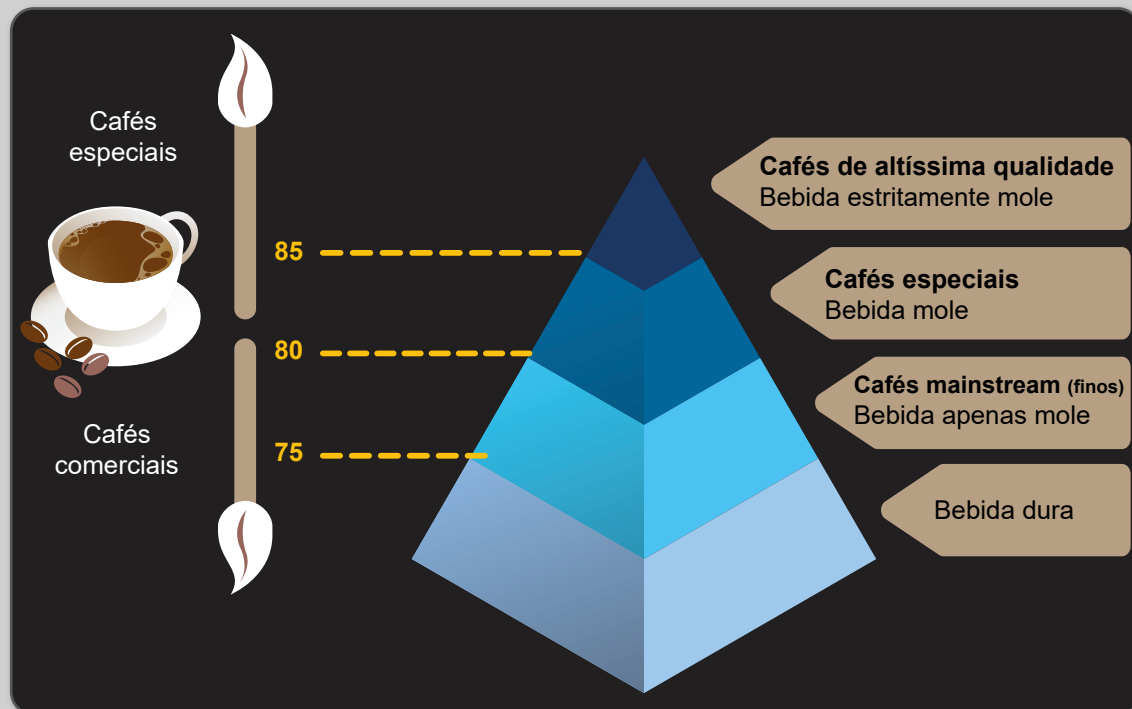 Cafés
especiais
Cafés de altíssima qualidade
Bebida estritamente mole
85
Cafés especiais
Bebida mole
80
Cafés mainstream (finos)
Bebida apenas mole
Cafés
comerciais
75
Bebida dura